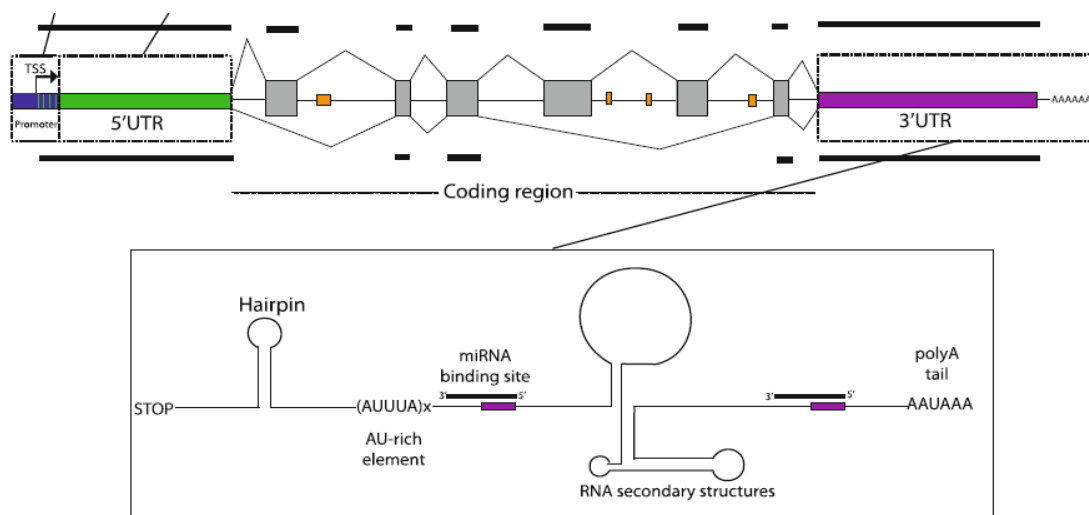 TSS
Promoter
5'UTR
3'UTR
AAAAAA
Coding region
Hairpin
miRNA
binding site
polyA
tail
3' 5'
3' 5'
STOP
(AUUUA)x
AAUAAA
AU-rich
element
RNA secondary structures